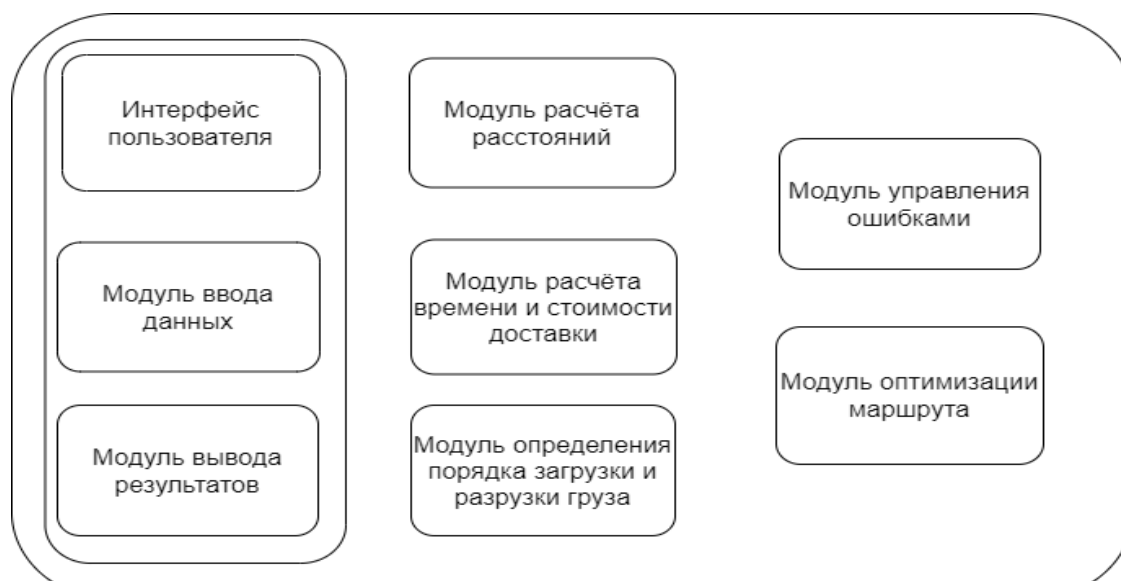 Интерфейс
пользователя
Модуль ввода
данных
Модуль вывода
результатов
Модуль расчёта
расстояний
Модуль расчёта
времени и стоимости
доставки
Модуль определения
порядка загрузки и
разрузки груза
Модуль управления
ошибками
Модуль оптимизации
маршрута